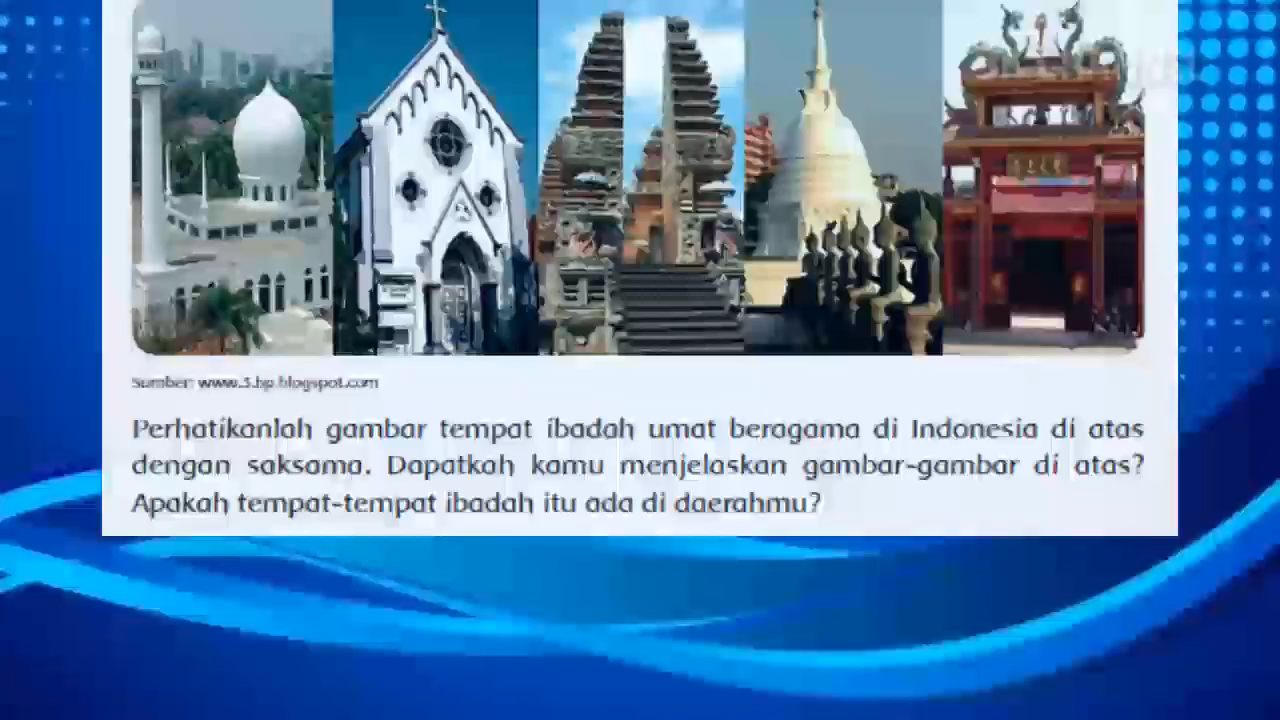 Sumber: www.3.bp.blogspot.com
Perhatikanlah gambar tempat ibadah umat beragama di Indonesia di atas
dengan saksama. Dapatkah kamu menjelaskan gambar-gambar di atas?
Apakah tempat-tempat ibadah itu ada di daerahmu?